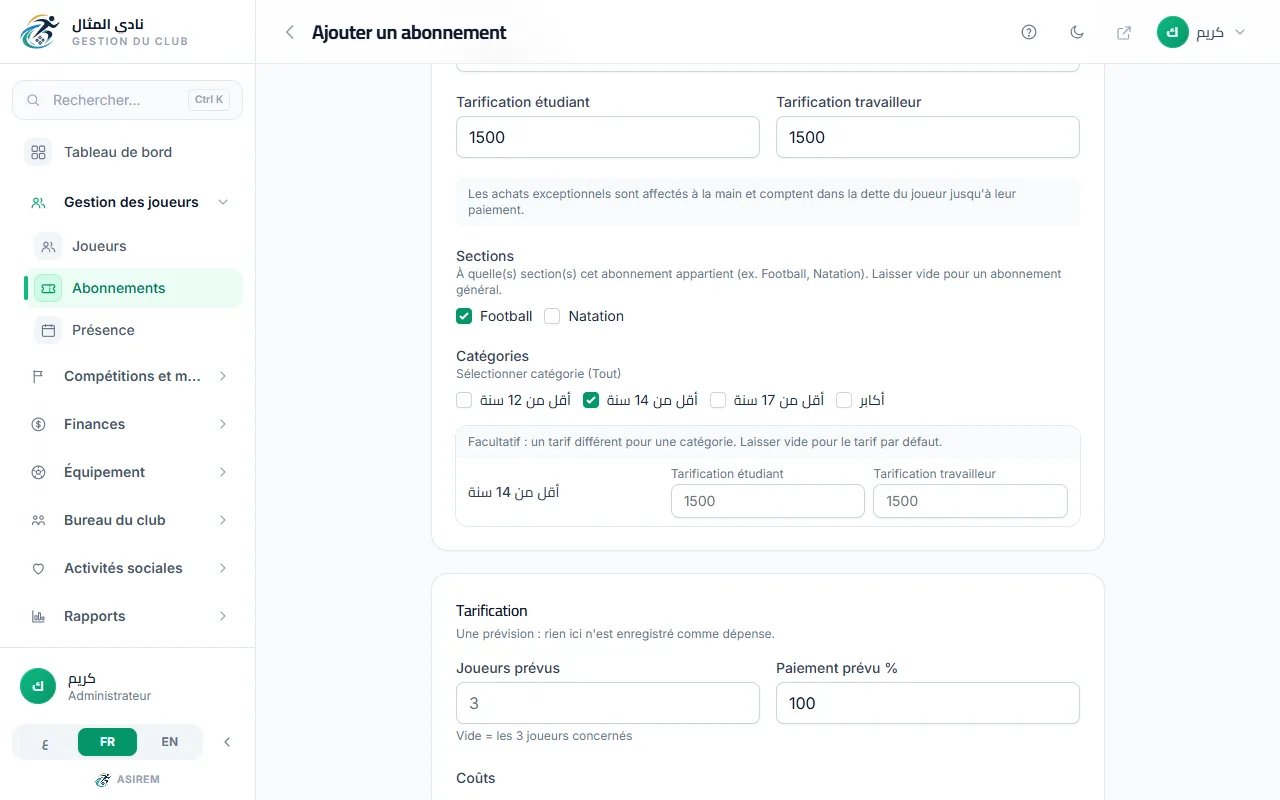 نادي المثال
GESTION DU CLUB
Rechercher...
Ctrl K
Tableau de bord
Gestion des joueurs
Joueurs
Abonnements
Présence
Compétitions et m...
Finances
Équipement
Bureau du club
Activités sociales
Rapports
ك
كريم
Administrateur
ع
FR
EN
ASIREM
Ajouter un abonnement
ك
كريم
Tarification étudiant
Tarification travailleur
1500
1500
Les achats exceptionnels sont affectés à la main et comptent dans la dette du joueur jusqu'à leur
paiement.
Sections
À quelle(s) section(s) cet abonnement appartient (ex. Football, Natation). Laisser vide pour un abonnement
général.
Football
Natation
Catégories
Sélectionner catégorie (Tout)
أقل من 12 سنة
أقل من 14 سنة
أقل من 17 سنة
أكابر
Facultatif : un tarif différent pour une catégorie. Laisser vide pour le tarif par défaut.
Tarification étudiant
Tarification travailleur
أقل من 14 سنة
1500
1500
Tarification
Une prévision : rien ici n'est enregistré comme dépense.
Joueurs prévus
Paiement prévu %
3
100
Vide = les 3 joueurs concernés
Coûts